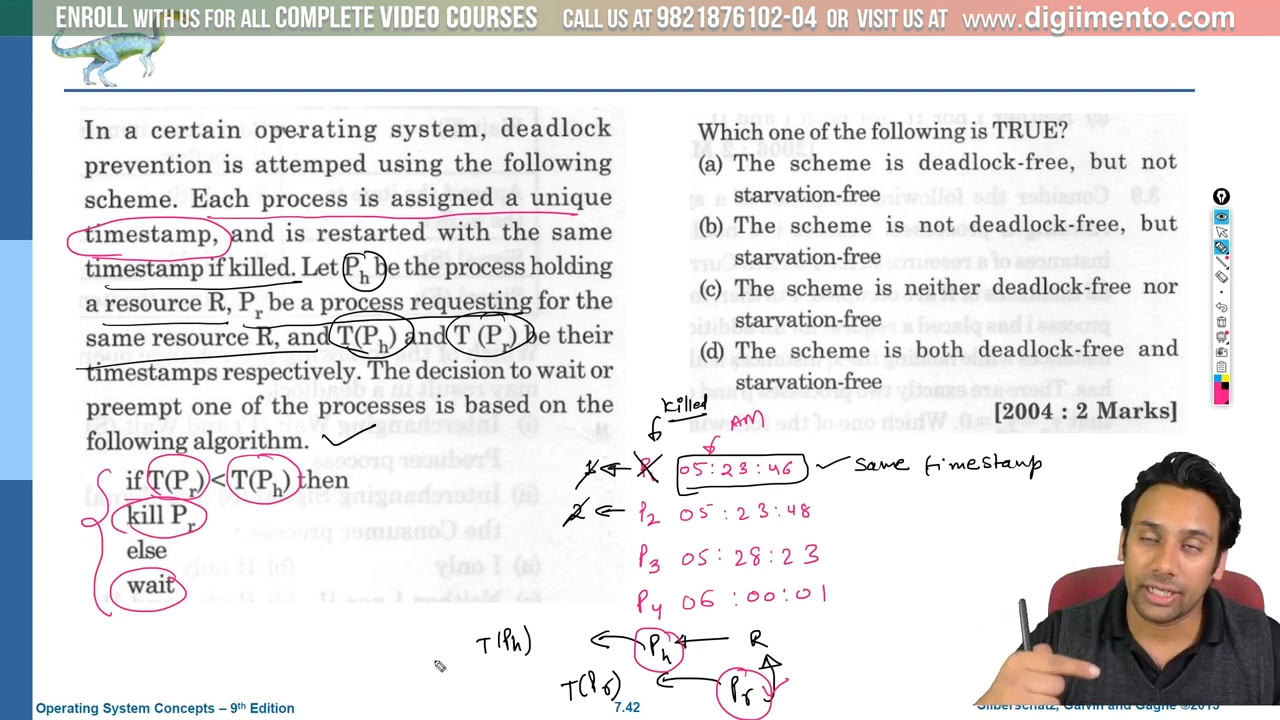 ENROLL WITH US FOR ALL COMPLETE VIDEO COURSES CALL US AT 9821876102-04 OR VISIT US AT www.digiimento.com
In a certain operating system, deadlock
prevention is attemped using the following
scheme. Each process is assigned a unique
timestamp, and is restarted with the same
timestamp if killed. Let Ph be the process holding
a resource R, Pr be a process requesting for the
same resource R, and T(Ph) and T (Pr) be their
timestamps respectively. The decision to wait or
preempt one of the processes is based on the
following algorithm.
if T(Pr) < T(Ph) then
kill Pr
else
wait
Which one of the following is TRUE?
(a) The scheme is deadlock-free, but not
starvation-free
(b) The scheme is not deadlock-free, but
starvation-free
(c) The scheme is neither deadlock-free nor
starvation-free
(d) The scheme is both deadlock-free and
starvation-free
[2004 : 2 Marks]
killed
AM
1 05:23:46 same timestamp
2 P2 05:23:48
P3 05:28:23
P4 06:00:01
T(Ph) Ph R
T(Pr) Pr
Operating System Concepts – 9th Edition
7.42
Silberschatz, Galvin and Gagne ©2013